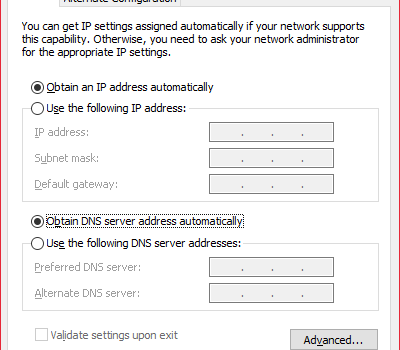 Alternate Configuration
You can get IP settings assigned automatically if your network supports
this capability. Otherwise, you need to ask your network administrator
for the appropriate IP settings.
Obtain an IP address automatically
Use the following IP address:
IP address:
Subnet mask:
Default gateway:
Obtain DNS server address automatically
Use the following DNS server addresses:
Preferred DNS server:
Alternate DNS server:
Validate settings upon exit
Advanced...